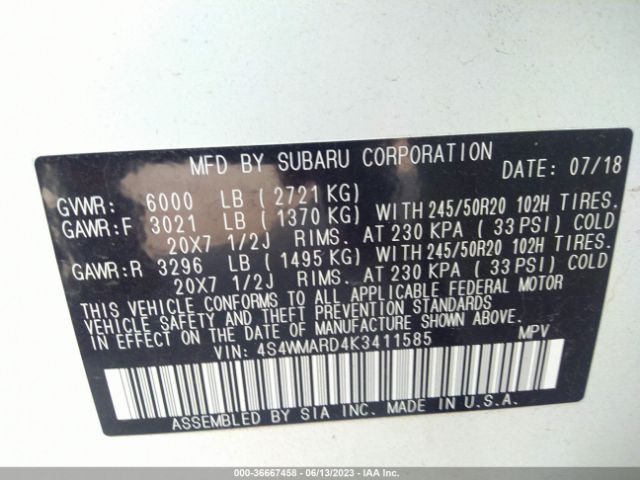 MFD BY SUBARU CORPORATION DATE: 07/18
GVWR: 6000 LB ( 2721 KG)
GAWR:F 3021 LB ( 1370 KG) WITH 245/50R20 102H TIRES.
20X7 1/2J RIMS. AT 230 KPA ( 33 PSI) COLD
GAWR:R 3296 LB ( 1495 KG) WITH 245/50R20 102H TIRES.
20X7 1/2J RIMS. AT 230 KPA ( 33 PSI) COLD
THIS VEHICLE CONFORMS TO ALL APPLICABLE FEDERAL MOTOR
VEHICLE SAFETY AND THEFT PREVENTION STANDARDS
IN EFFECT ON THE DATE OF MANUFACTURE SHOWN ABOVE.
VIN: 4S4WMARD4K3411585 MPV
ASSEMBLED BY SIA INC. MADE IN U.S.A.
000-36667458 - 06/13/2023 - IAA Inc.